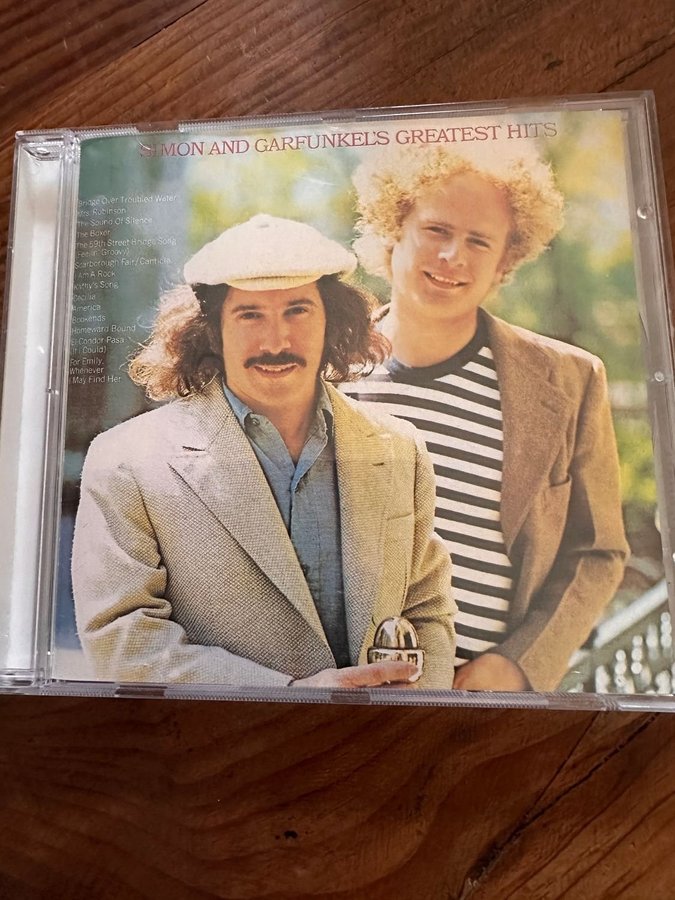 SIMON AND GARFUNKEL'S GREATEST HITS
Bridge Over Troubled Water
Mrs. Robinson
The Sound Of Silence
The Boxer
The 59th Street Bridge Song
(Feelin' Groovy)
Scarborough Fair/Canticle
I Am A Rock
Kathy's Song
Cecilia
America
Bookends
Homeward Bound
El Condor Pasa
(If I Could)
For Emily,
Whenever
I May Find Her